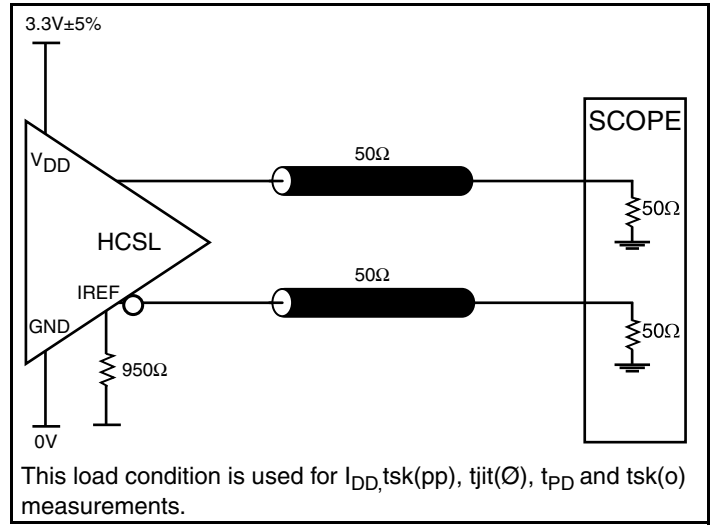 3.3V±5%
SCOPE
VDD
50Ω
50Ω
HCSL
50Ω
IREF
GND
50Ω
950Ω
0V
This load condition is used for IDD,tsk(pp), tjit(Ø), tPD and tsk(o)
measurements.